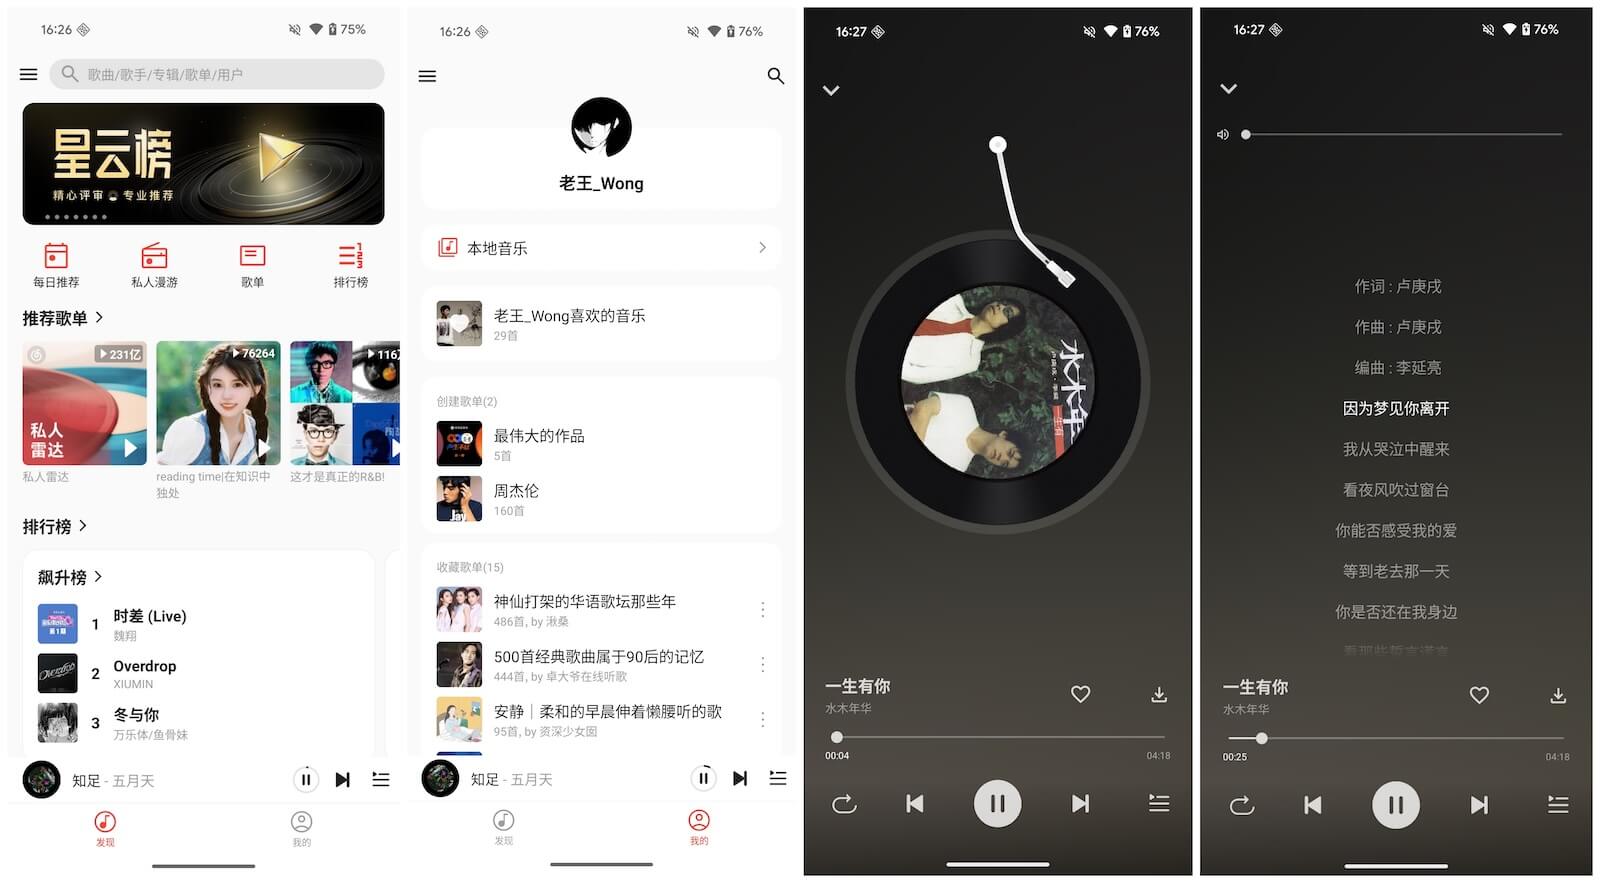 16:26
75%
歌曲/歌手/专辑/歌单/用户
星云榜
精心评审 专业推荐
每日推荐
私人漫游
歌单
排行榜
推荐歌单
231亿
私人
雷达
76264
116
私人雷达
reading time|在知识中
独处
这才是真正的R&B!
排行榜
飙升榜
第1期
1
时差 (Live)
魏翔
Overdrop
2
Overdrop
XIUMIN
3
冬与你
万乐体/鱼骨妹
知足 - 五月天
发现
我的
16:26
76%
老王_Wong
本地音乐
老王_Wong喜欢的音乐
29首
创建歌单(2)
最伟大的作品
5首
Jay
周杰伦
160首
收藏歌单(15)
神仙打架的华语歌坛那些年
486首, by 湫桑
500首经典歌曲属于90后的记忆
444首, by 卓大爷在线听歌
安静｜柔和的早晨伸着懒腰听的歌
95首, by 资深少女囡
知足 - 五月天
发现
我的
16:27
76%
水木年华
一生有你
水木年华
00:04
04:18
16:27
76%
作词 : 卢庚戌
作曲 : 卢庚戌
编曲 : 李延亮
因为梦见你离开
我从哭泣中醒来
看夜风吹过窗台
你能否感受我的爱
等到老去那一天
你是否还在我身边
看那些誓言谎言
一生有你
水木年华
00:25
04:18